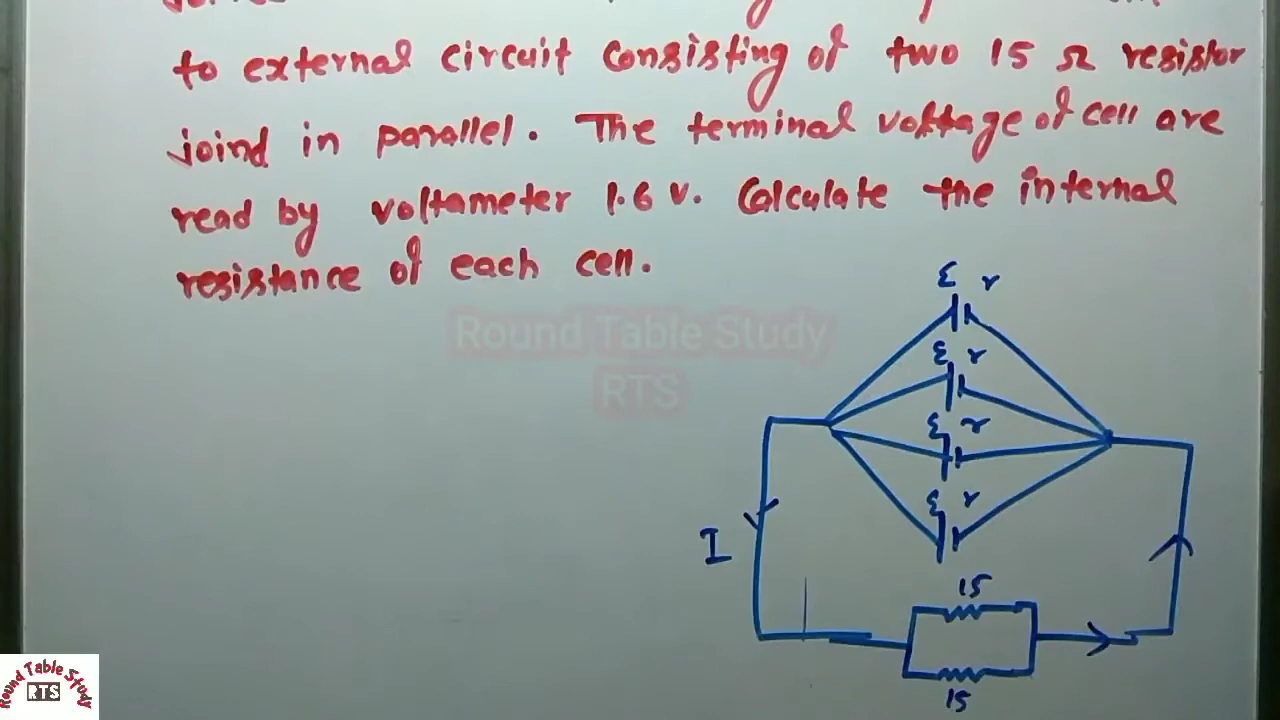 to external circuit consisting of two 15 Ω resistor
joind in parallel. The terminal voltage of cell are
read by voltameter 1.6 v. Calculate the internal
resistance of each cell.
Round Table Study
RTS
ε r
ε r
ε r
ε r
I
15
15
Round Table Study
RTS